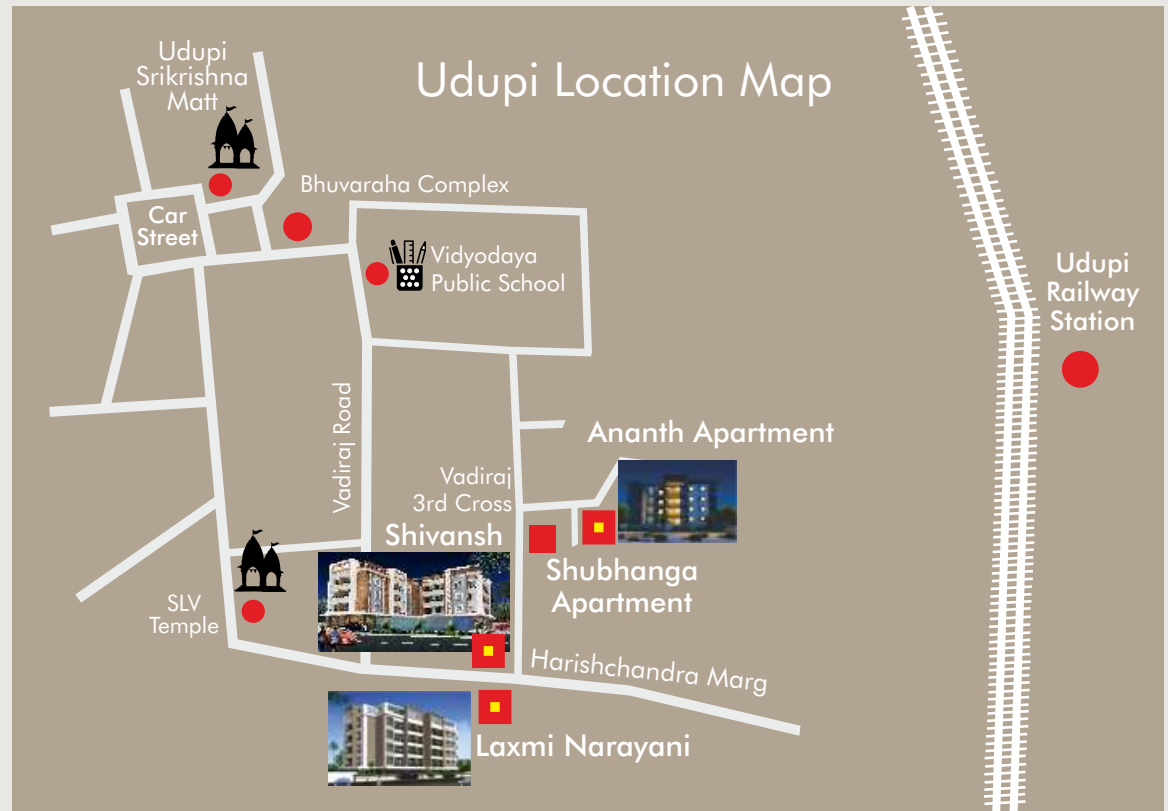 Udupi Location Map
Udupi
Srikrishna
Matt
Bhuvaraha Complex
Car
Street
Vidyodaya
Public School
Udupi
Railway
Station
Vadiraj Road
Ananth Apartment
Vadiraj
3rd Cross
Shivansh
Shubhanga
Apartment
SLV
Temple
Harishchandra Marg
Laxmi Narayani